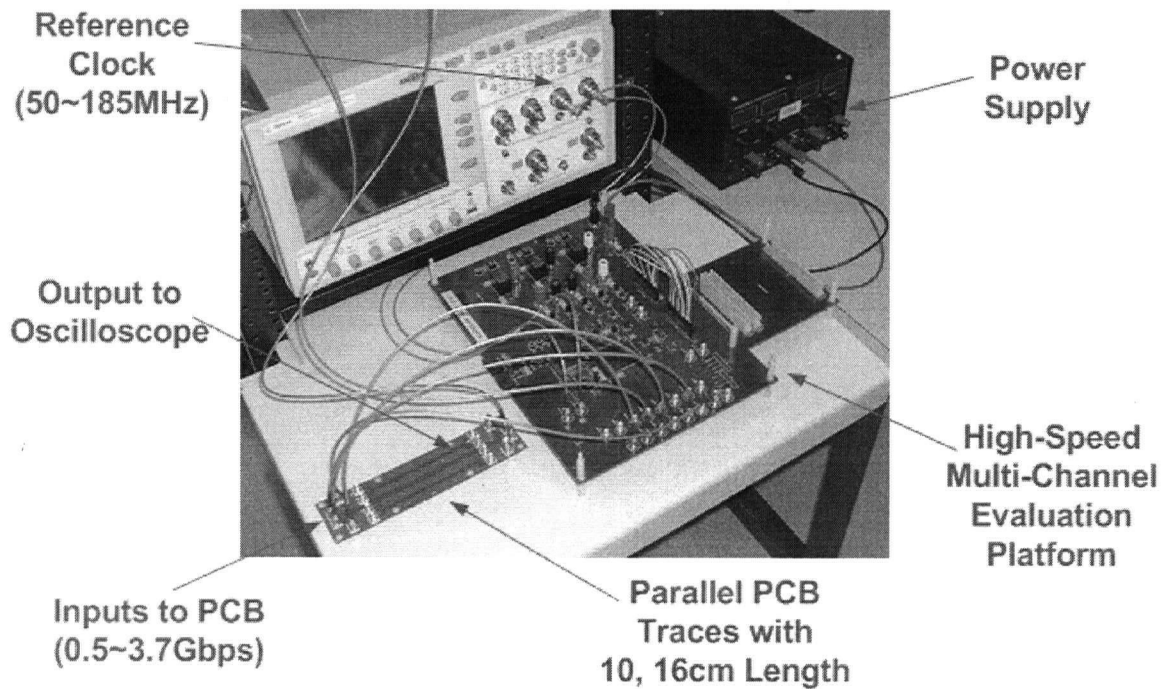 Reference
Clock
(50~185MHz)
Power
Supply
Output to
Oscilloscope
High-Speed
Multi-Channel
Evaluation
Platform
Inputs to PCB
(0.5~3.7Gbps)
Parallel PCB
Traces with
10, 16cm Length